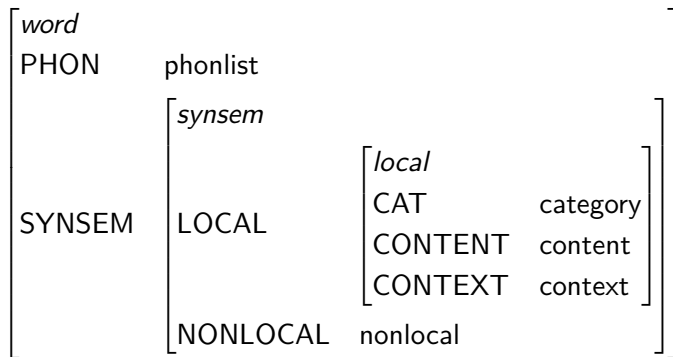 word
PHON phonlist
synsem
local
CAT category
SYNSEM LOCAL
CONTENT content
CONTEXT context
NONLOCAL nonlocal